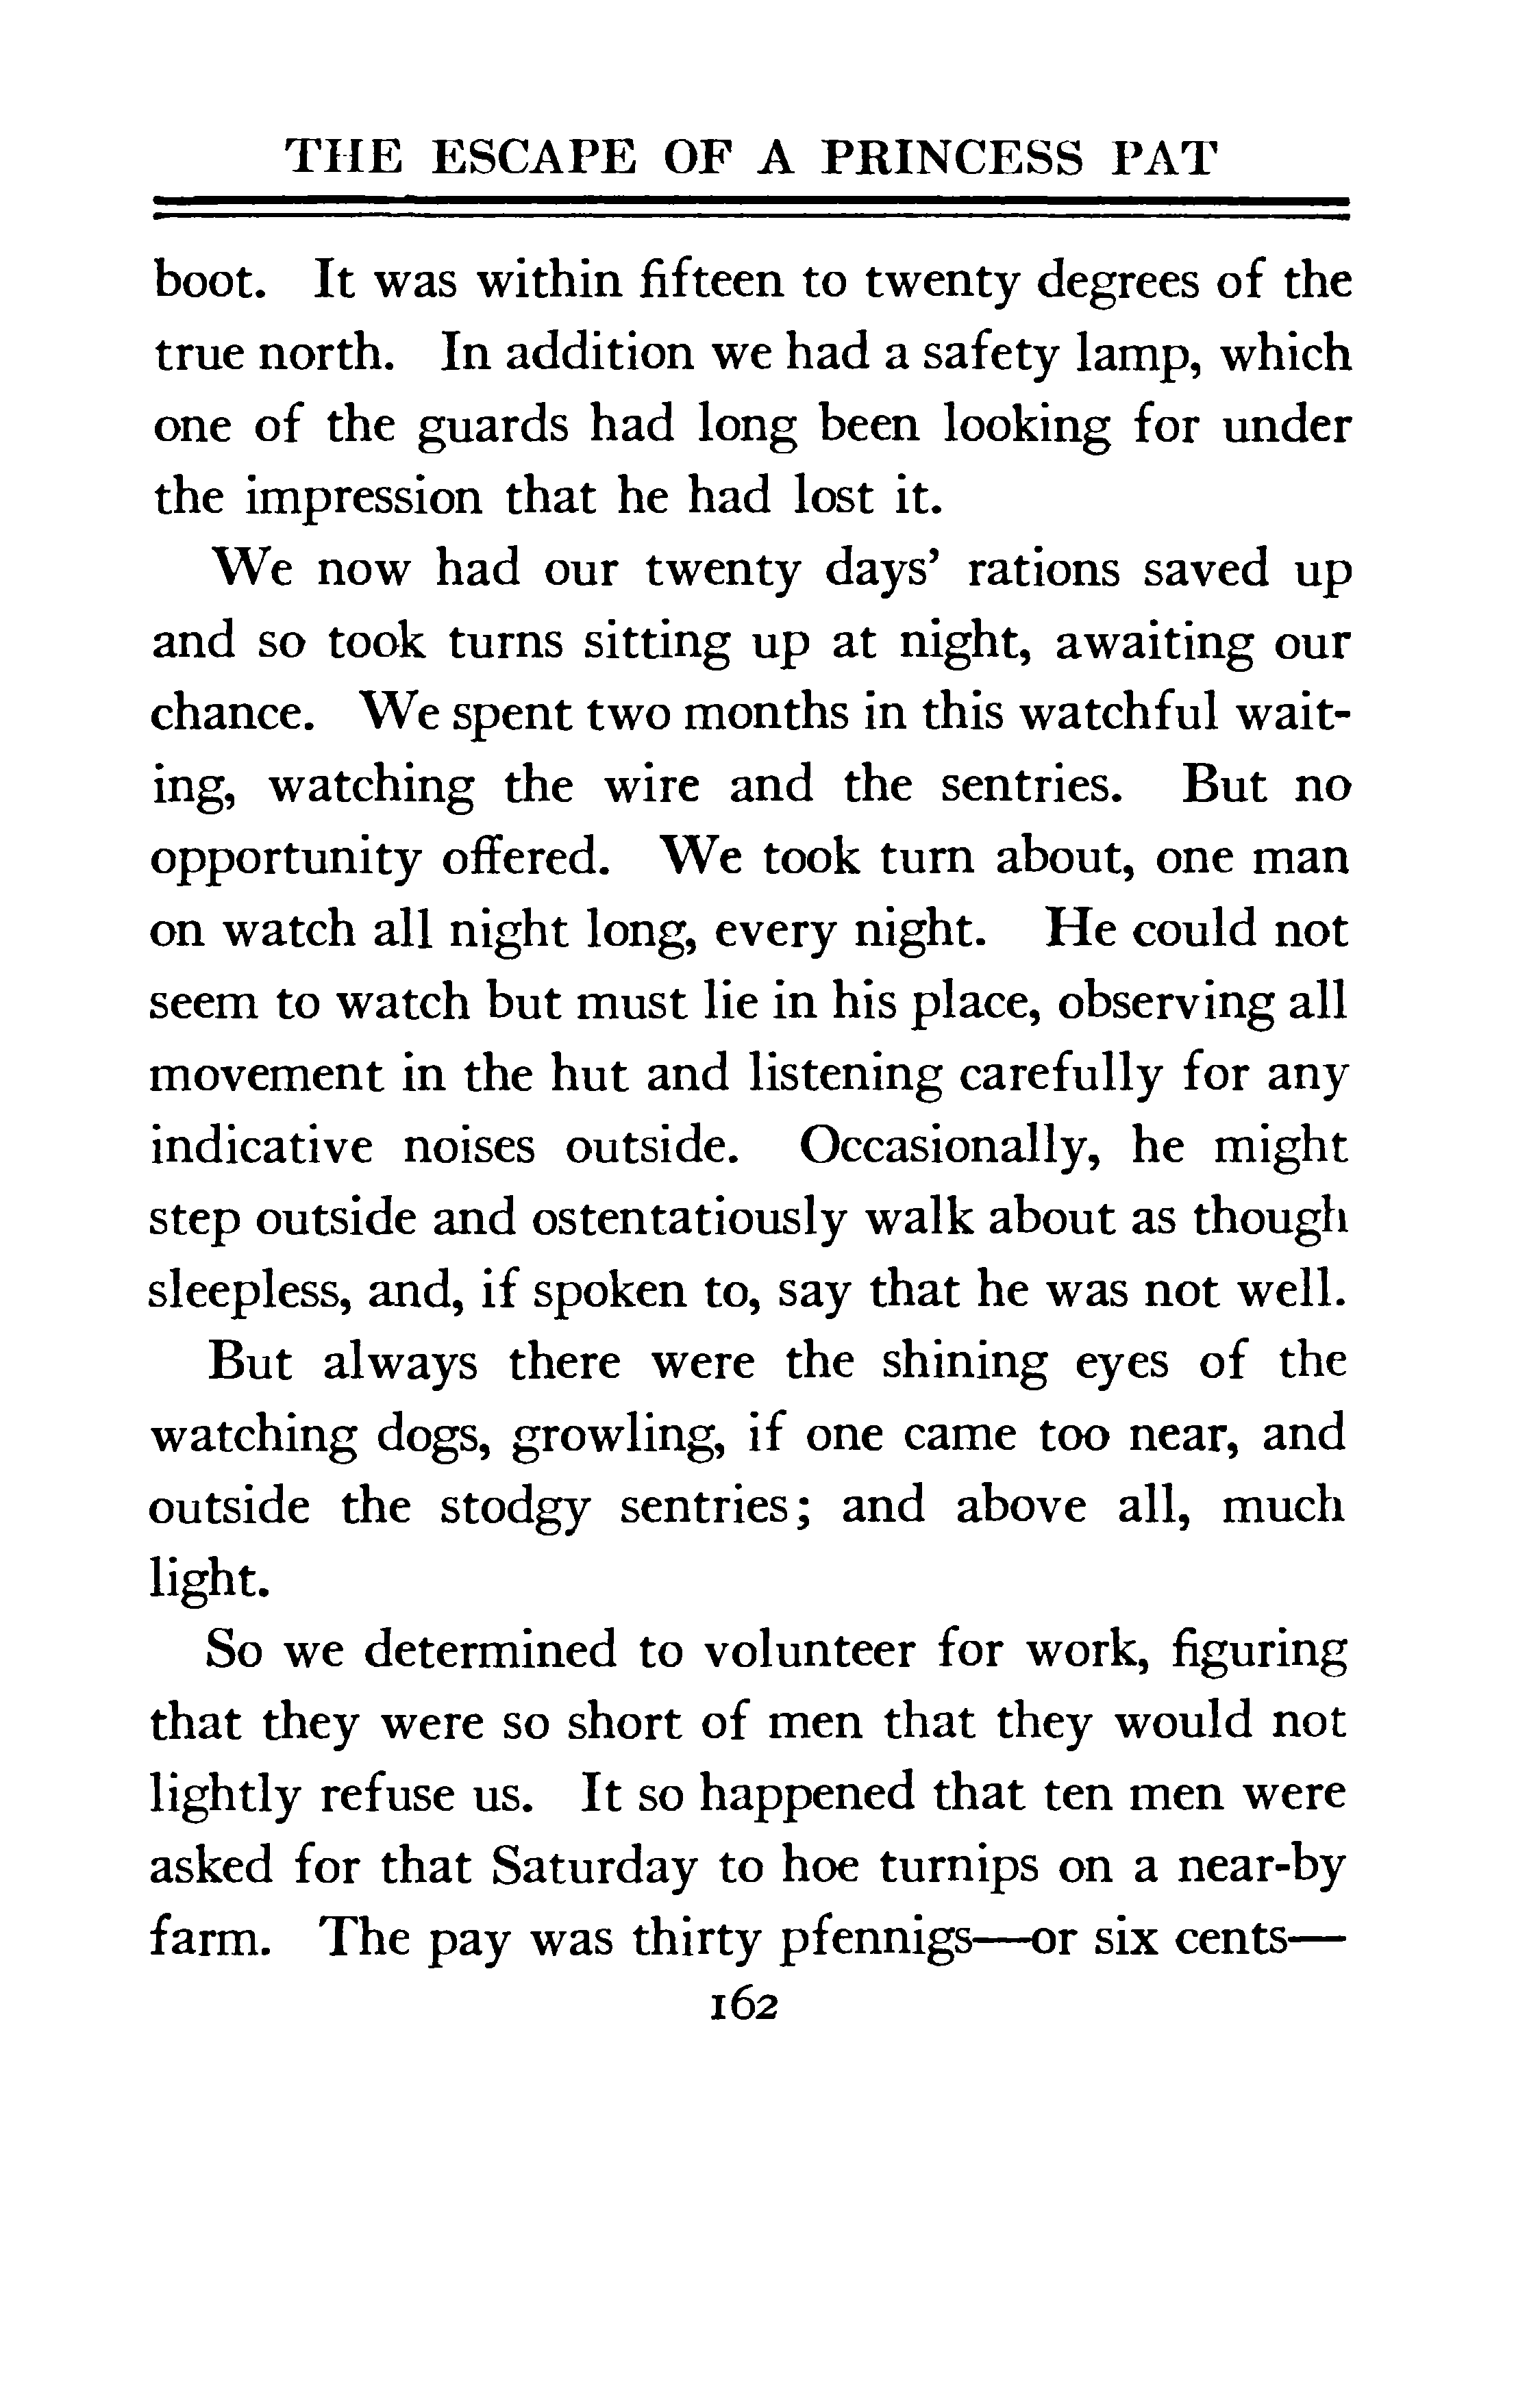 THE ESCAPE OF A PRINCESS PAT
boot. It was within fifteen to twenty degrees of the
true north. In addition we had a safety lamp, which
one of the guards had long been looking for under
the impression that he had lost it.
We now had our twenty days' rations saved up
and so took turns sitting up at night, awaiting our
chance. We spent two months in this watchful wait-
ing, watching the wire and the sentries. But no
opportunity offered. We took turn about, one man
on watch all night long, every night. He could not
seem to watch but must lie in his place, observing all
movement in the hut and listening carefully for any
indicative noises outside. Occasionally, he might
step outside and ostentatiously walk about as though
sleepless, and, if spoken to, say that he was not well.
But always there were the shining eyes of the
watching dogs, growling, if one came too near, and
outside the stodgy sentries; and above all, much
light.
So we determined to volunteer for work, figuring
that they were so short of men that they would not
lightly refuse us. It so happened that ten men were
asked for that Saturday to hoe turnips on a near-by
farm. The pay was thirty pfennigs—or six cents—
162